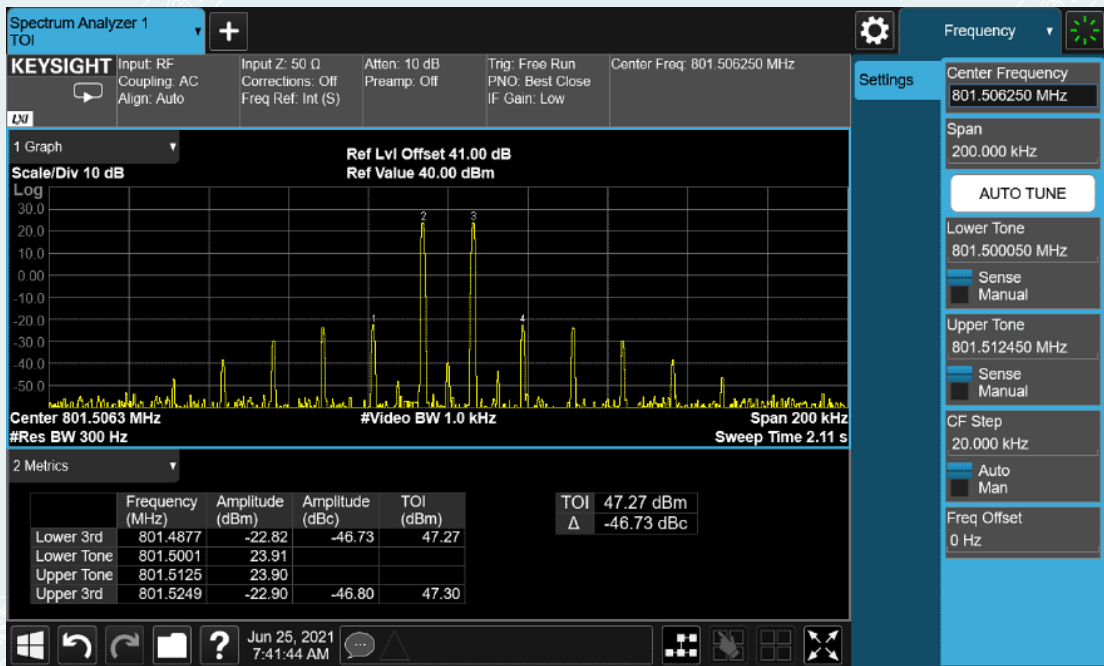 Spectrum Analyzer 1
TOI
Frequency
KEYSIGHT
LXI
Input: RF
Coupling: AC
Align: Auto
Input Z: 50 Ω
Corrections: Off
Freq Ref: Int (S)
Atten: 10 dB
Preamp: Off
Trig: Free Run
PNO: Best Close
IF Gain: Low
Center Freq: 801.506250 MHz
1 Graph
Scale/Div 10 dB
Ref Lvl Offset 41.00 dB
Ref Value 40.00 dBm
Log
30.0
20.0
10.0
0.00
-10.0
-20.0
-30.0
-40.0
-50.0
1
2
3
4
Center 801.5063 MHz
#Video BW 1.0 kHz
Span 200 kHz
#Res BW 300 Hz
Sweep Time 2.11 s
2 Metrics
Frequency (MHz) Amplitude (dBm) Amplitude (dBc) TOI (dBm)
Lower 3rd 801.4877 -22.82 -46.73 47.27
Lower Tone 801.5001 23.91
Upper Tone 801.5125 23.90
Upper 3rd 801.5249 -22.90 -46.80 47.30
TOI 47.27 dBm
Δ -46.73 dBc
Settings
Center Frequency
801.506250 MHz
Span
200.000 kHz
AUTO TUNE
Lower Tone
801.500050 MHz
Sense
Manual
Upper Tone
801.512450 MHz
Sense
Manual
CF Step
20.000 kHz
Auto
Man
Freq Offset
0 Hz
?
Jun 25, 2021
7:41:44 AM